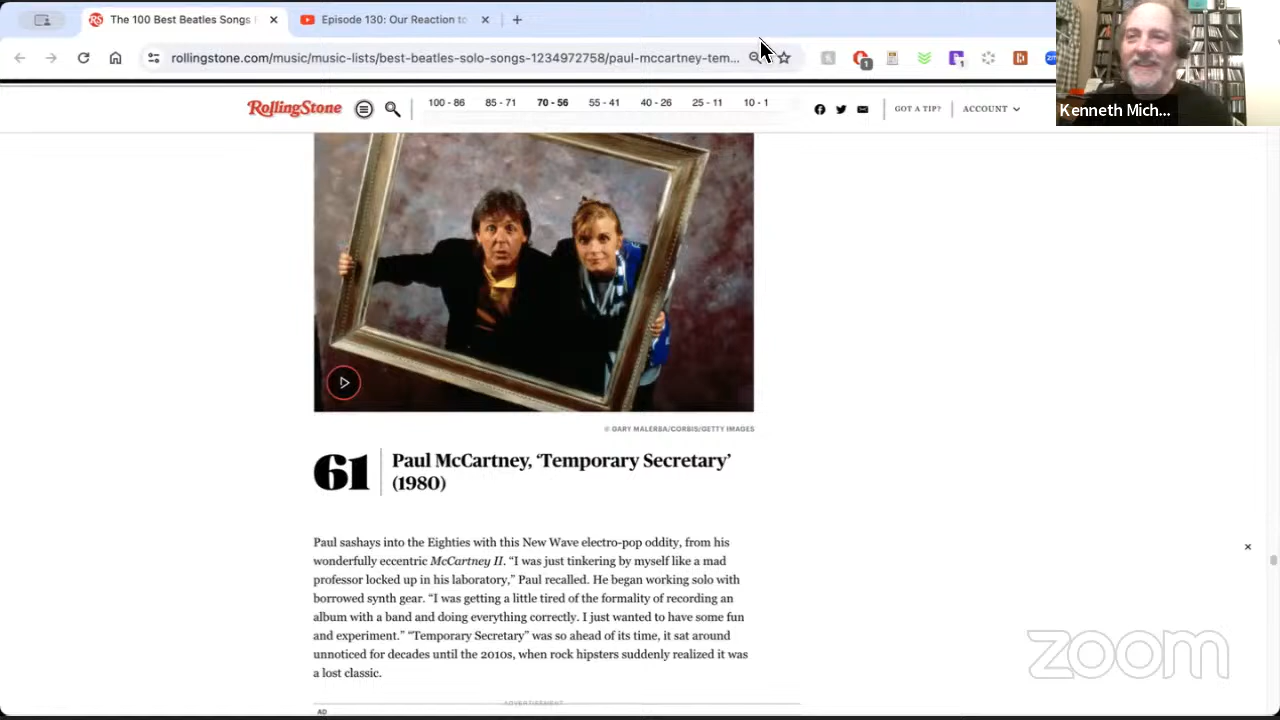 The 100 Best Beatles Songs
Episode 130: Our Reaction to
rollingstone.com/music/music-lists/best-beatles-solo-songs-1234972758/paul-mccartney-tem...
1
1
Kenneth Mich...
RollingStone
100 - 86 85 - 71 70 - 56 55 - 41 40 - 26 25 - 11 10 - 1
GOT A TIP? ACCOUNT
© GARY MALERBA/CORBIS/GETTY IMAGES
61
Paul McCartney, ‘Temporary Secretary’
(1980)
Paul sashays into the Eighties with this New Wave electro-pop oddity, from his
wonderfully eccentric McCartney II. “I was just tinkering by myself like a mad
professor locked up in his laboratory,” Paul recalled. He began working solo with
borrowed synth gear. “I was getting a little tired of the formality of recording an
album with a band and doing everything correctly. I just wanted to have some fun
and experiment.” “Temporary Secretary” was so ahead of its time, it sat around
unnoticed for decades until the 2010s, when rock hipsters suddenly realized it was
a lost classic.
ADVERTISEMENT
AD
zoom